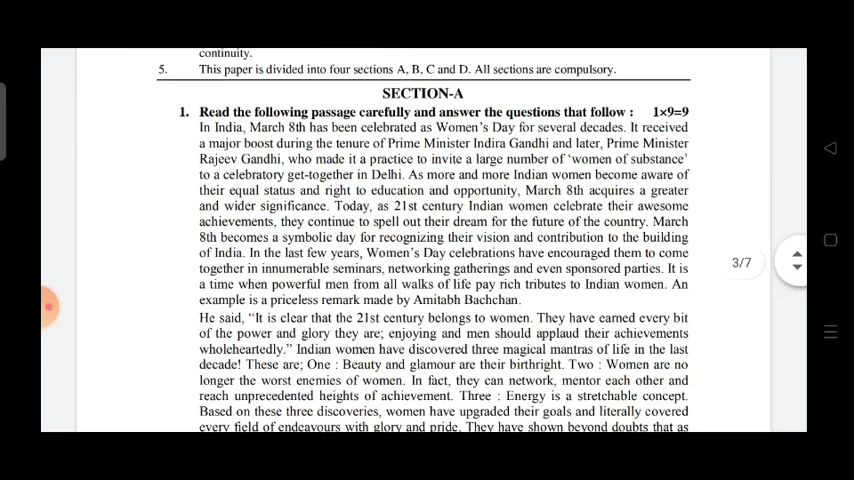 continuity.
5. This paper is divided into four sections A, B, C and D. All sections are compulsory.
SECTION-A
1. Read the following passage carefully and answer the questions that follow : 1×9=9
In India, March 8th has been celebrated as Women's Day for several decades. It received
a major boost during the tenure of Prime Minister Indira Gandhi and later, Prime Minister
Rajeev Gandhi, who made it a practice to invite a large number of 'women of substance'
to a celebratory get-together in Delhi. As more and more Indian women become aware of
their equal status and right to education and opportunity, March 8th acquires a greater
and wider significance. Today, as 21st century Indian women celebrate their awesome
achievements, they continue to spell out their dream for the future of the country. March
8th becomes a symbolic day for recognizing their vision and contribution to the building
of India. In the last few years, Women's Day celebrations have encouraged them to come
together in innumerable seminars, networking gatherings and even sponsored parties. It is
a time when powerful men from all walks of life pay rich tributes to Indian women. An
example is a priceless remark made by Amitabh Bachchan.
He said, "It is clear that the 21st century belongs to women. They have earned every bit
of the power and glory they are; enjoying and men should applaud their achievements
wholeheartedly." Indian women have discovered three magical mantras of life in the last
decade! These are; One : Beauty and glamour are their birthright. Two : Women are no
longer the worst enemies of women. In fact, they can network, mentor each other and
reach unprecedented heights of achievement. Three : Energy is a stretchable concept.
Based on these three discoveries, women have upgraded their goals and literally covered
every field of endeavours with glory and pride. They have shown beyond doubts that as
3/7